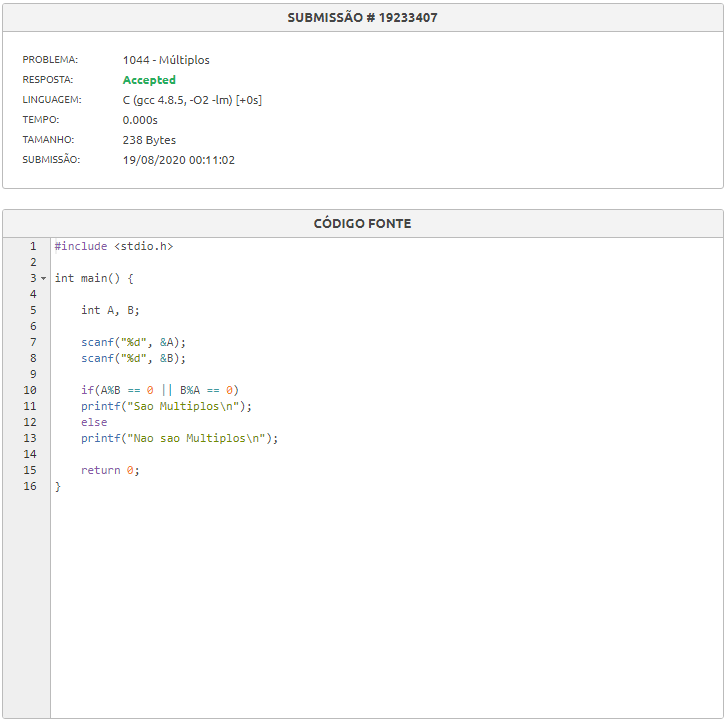 SUBMISSÃO # 19233407
PROBLEMA: 1044 - Múltiplos
RESPOSTA: Accepted
LINGUAGEM: C (gcc 4.8.5, -O2 -lm) [+0s]
TEMPO: 0.000s
TAMANHO: 238 Bytes
SUBMISSÃO: 19/08/2020 00:11:02
CÓDIGO FONTE
1 #include <stdio.h>
2
3 int main() {
4
5     int A, B;
6
7     scanf("%d", &A);
8     scanf("%d", &B);
9
10     if(A%B == 0 || B%A == 0)
11     printf("Sao Multiplos\n");
12     else
13     printf("Nao sao Multiplos\n");
14
15     return 0;
16 }